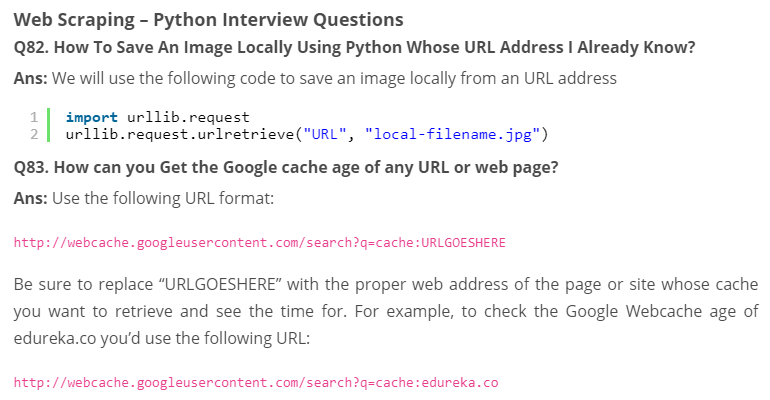 Web Scraping – Python Interview Questions
Q82. How To Save An Image Locally Using Python Whose URL Address I Already Know?
Ans: We will use the following code to save an image locally from an URL address
1 import urllib.request
2 urllib.request.urlretrieve("URL", "local-filename.jpg")
Q83. How can you Get the Google cache age of any URL or web page?
Ans: Use the following URL format:
http://webcache.googleusercontent.com/search?q=cache:URLGOESHERE
Be sure to replace “URLGOESHERE” with the proper web address of the page or site whose cache
you want to retrieve and see the time for. For example, to check the Google Webcache age of
edureka.co you’d use the following URL:
http://webcache.googleusercontent.com/search?q=cache:edureka.co